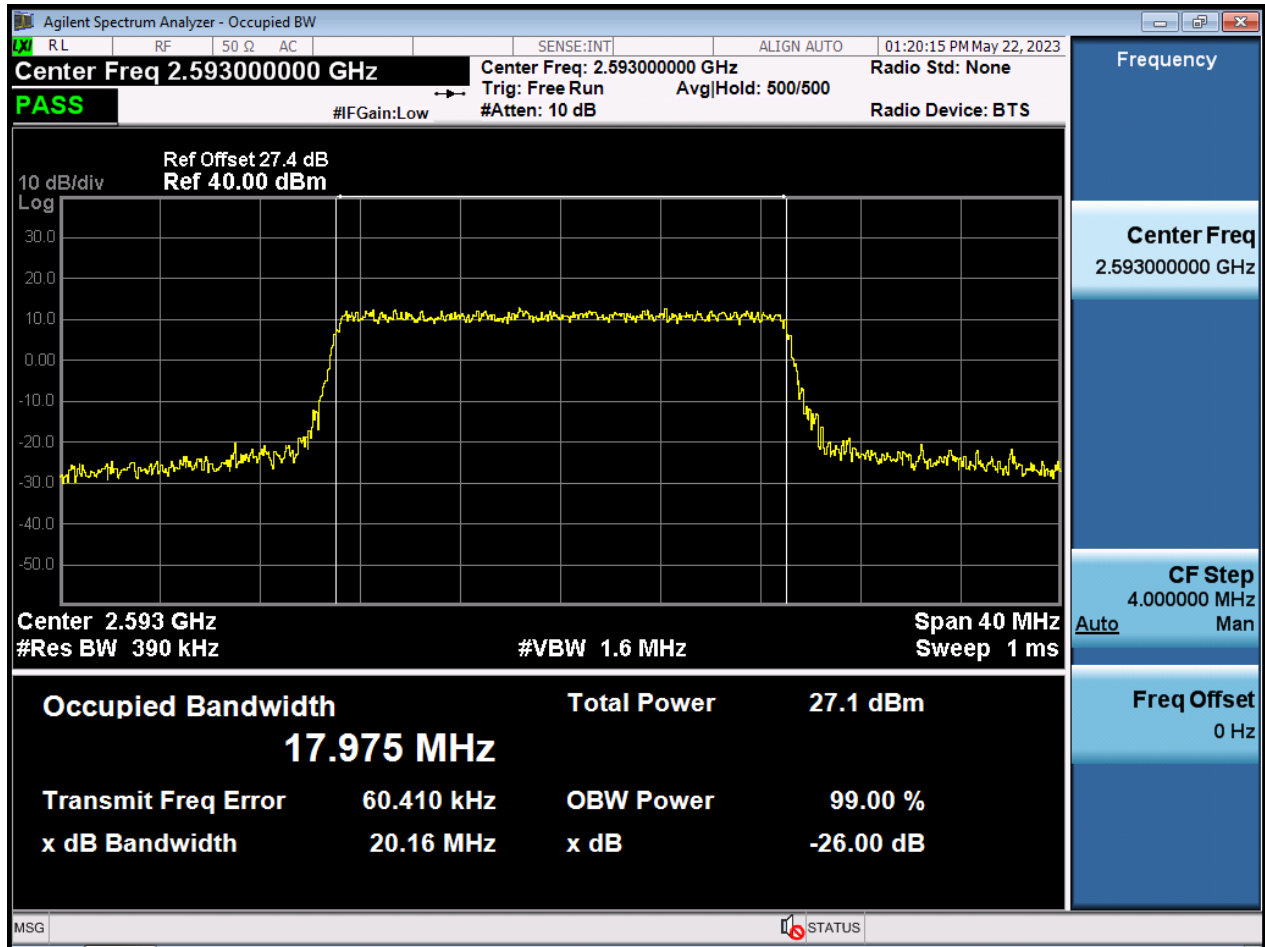 Agilent Spectrum Analyzer - Occupied BW
LXI RL RF 50 Ω AC SENSE:INT ALIGN AUTO 01:20:15 PM May 22, 2023
Center Freq 2.593000000 GHz
Center Freq: 2.593000000 GHz
Radio Std: None
Trig: Free Run Avg|Hold: 500/500
PASS
#IFGain:Low
#Atten: 10 dB
Radio Device: BTS
Ref Offset 27.4 dB
10 dB/div Ref 40.00 dBm
Log
30.0
20.0
10.0
0.00
-10.0
-20.0
-30.0
-40.0
-50.0
Center 2.593 GHz Span 40 MHz
#Res BW 390 kHz #VBW 1.6 MHz Sweep 1 ms
Occupied Bandwidth Total Power 27.1 dBm
17.975 MHz
Transmit Freq Error 60.410 kHz OBW Power 99.00 %
x dB Bandwidth 20.16 MHz x dB -26.00 dB
Frequency
Center Freq
2.593000000 GHz
CF Step
4.000000 MHz
Auto Man
Freq Offset
0 Hz
MSG STATUS